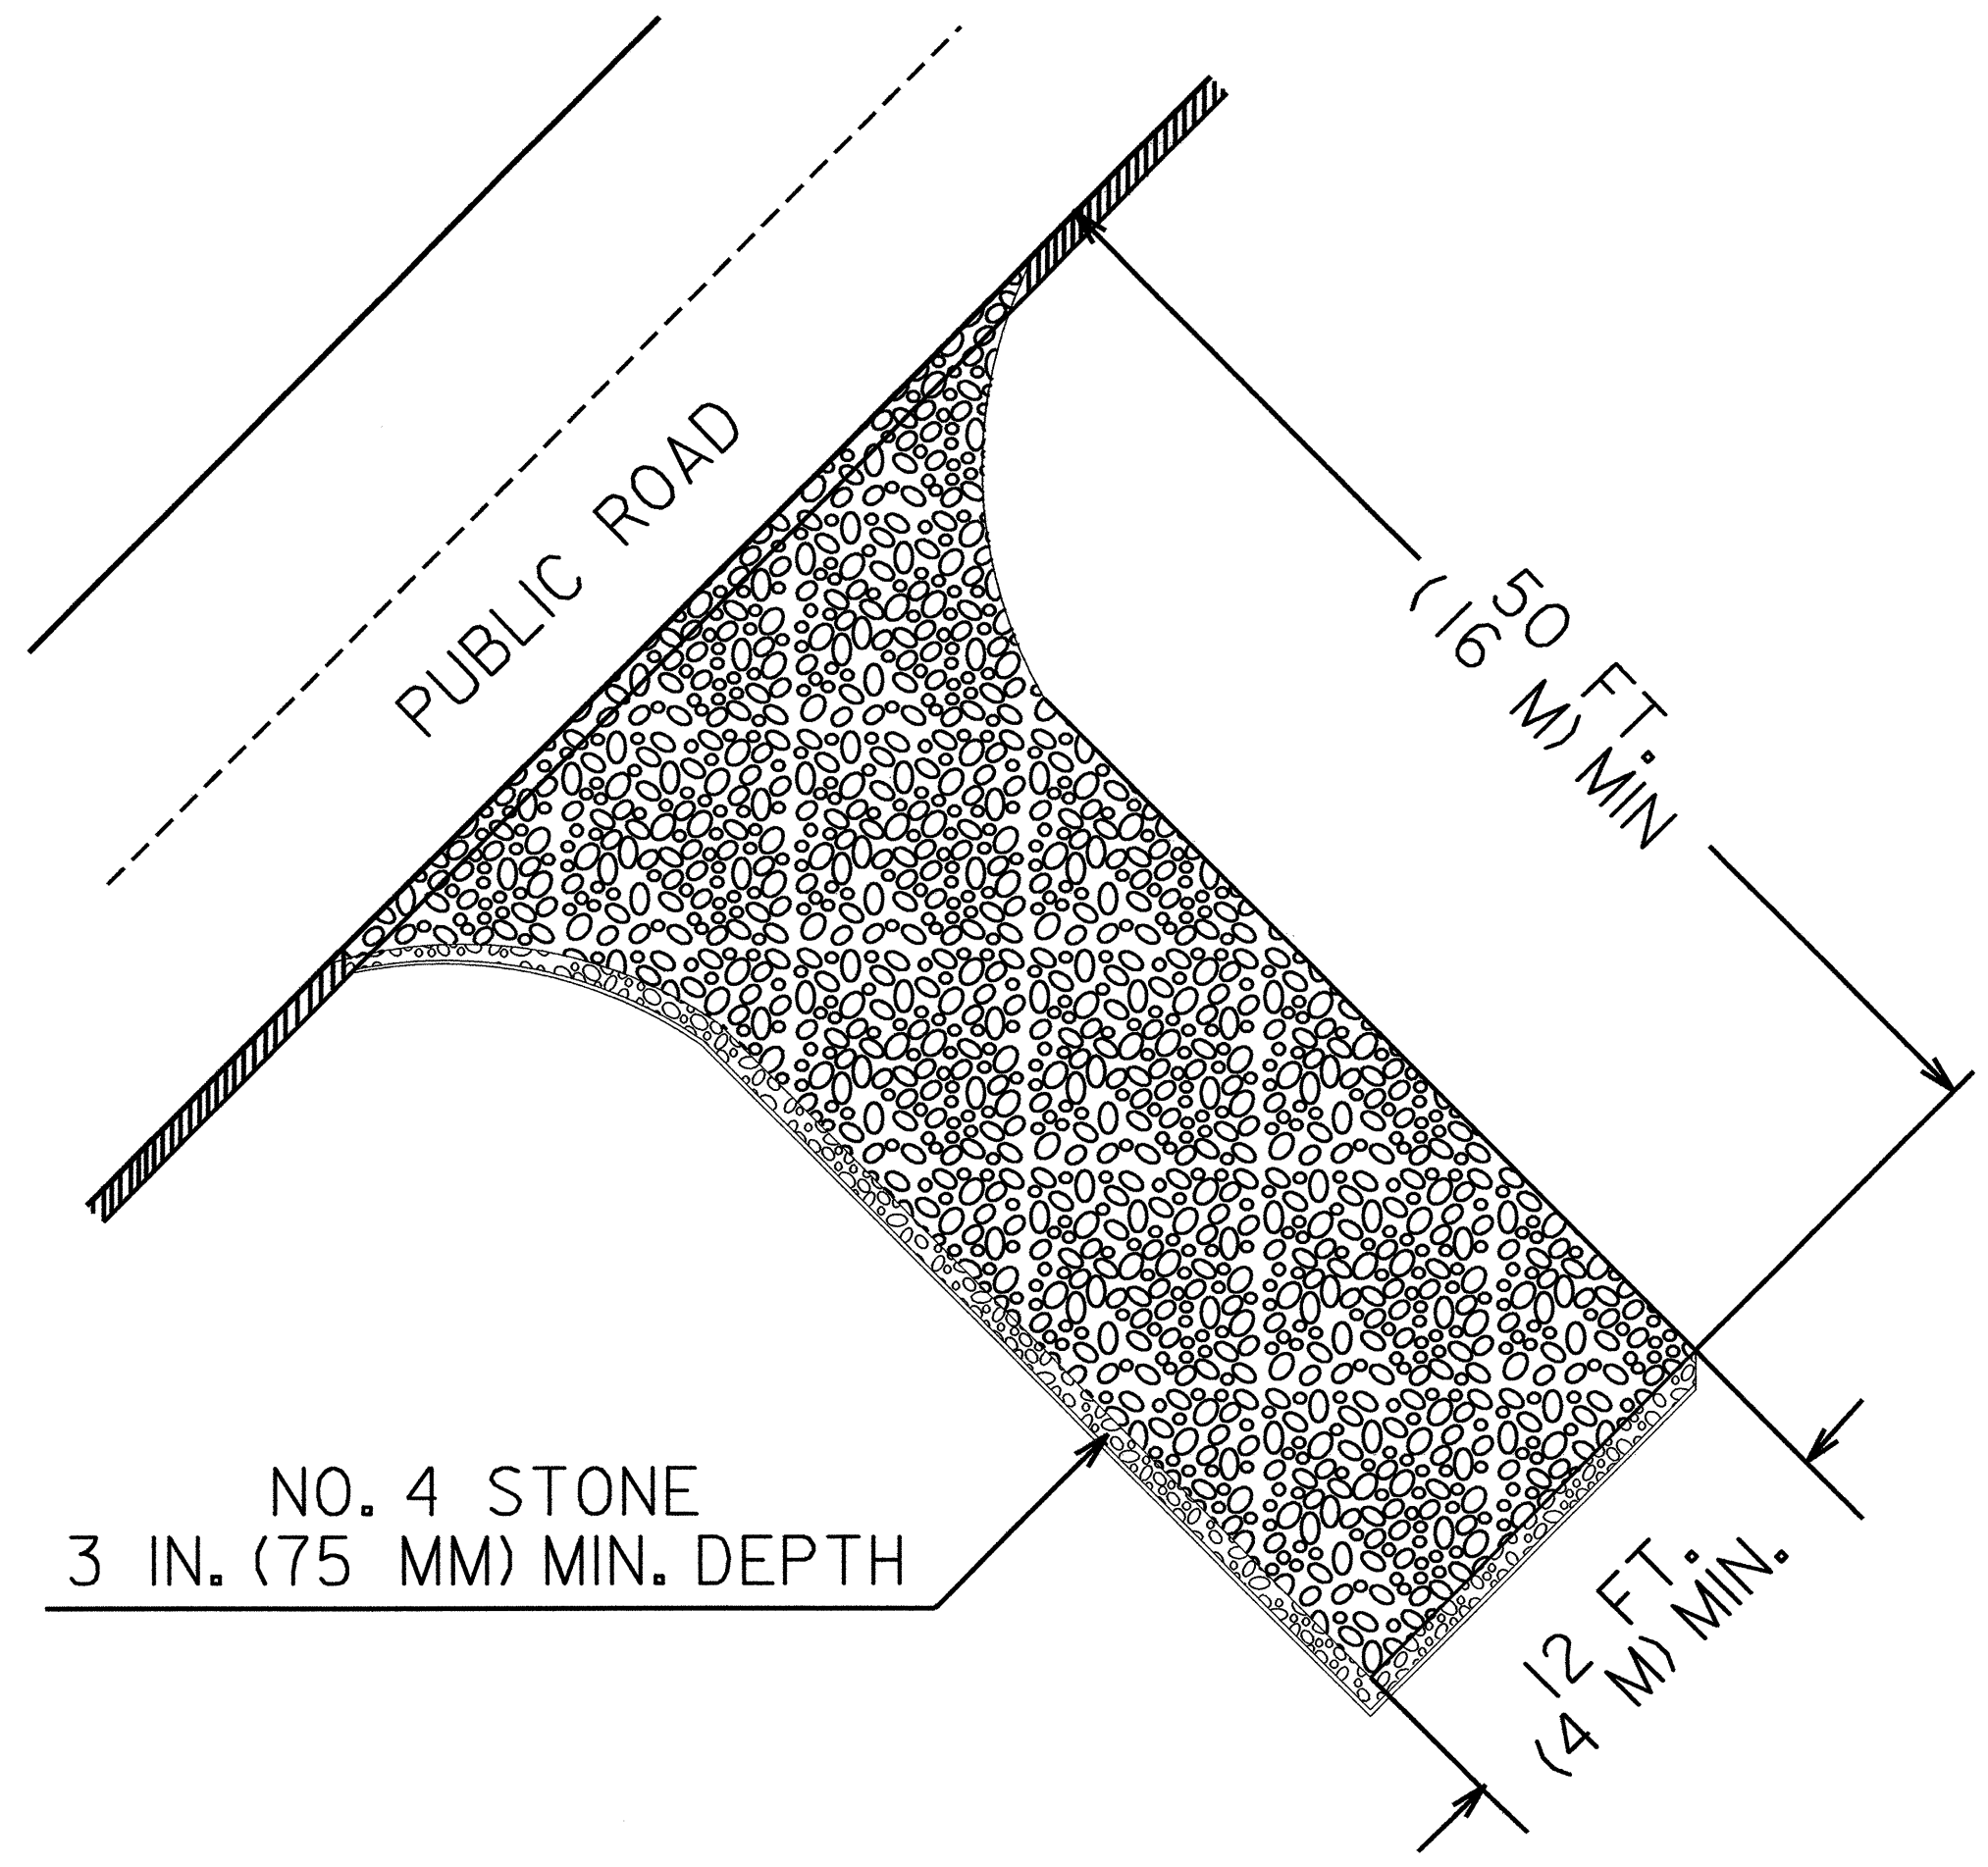 PUBLIC ROAD
50 FT.
(16 M) MIN
NO. 4 STONE
3 IN. (75 MM) MIN. DEPTH
12 FT.
(4 M) MIN.